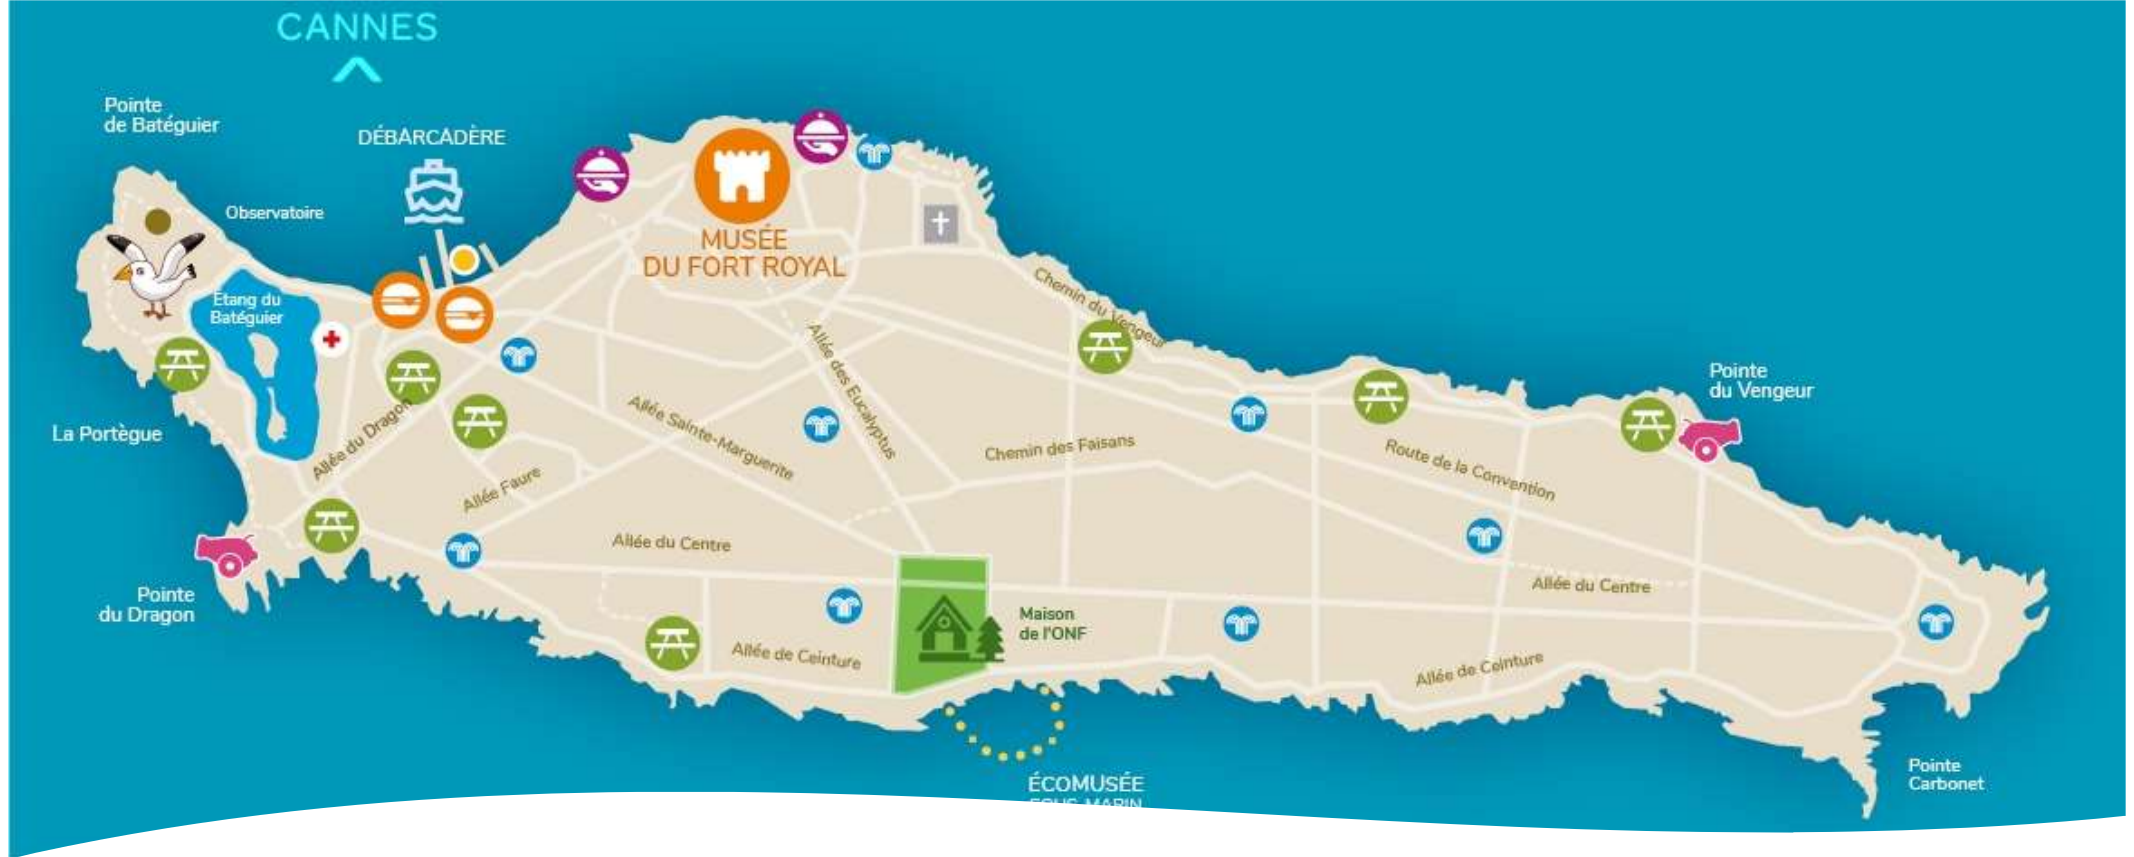 CANNES
Pointe
de Batéguier
DÉBARCADÈRE
Observatoire
MUSÉE
DU FORT ROYAL
Etang du
Batéguier
Chemin du Vengeur
Allée des Eucalyptus
Pointe
du Vengeur
La Portègue
Allée du Dragon
Allée Sainte-Marguerite
Chemin des Faisans
Route de la Convention
Allée Faure
Allée du Centre
Allée du Centre
Pointe
du Dragon
Maison
de l'ONF
Allée de Ceinture
Allée de Ceinture
Pointe
Carbonet
ÉCOMUSÉE
SOUS-MARIN